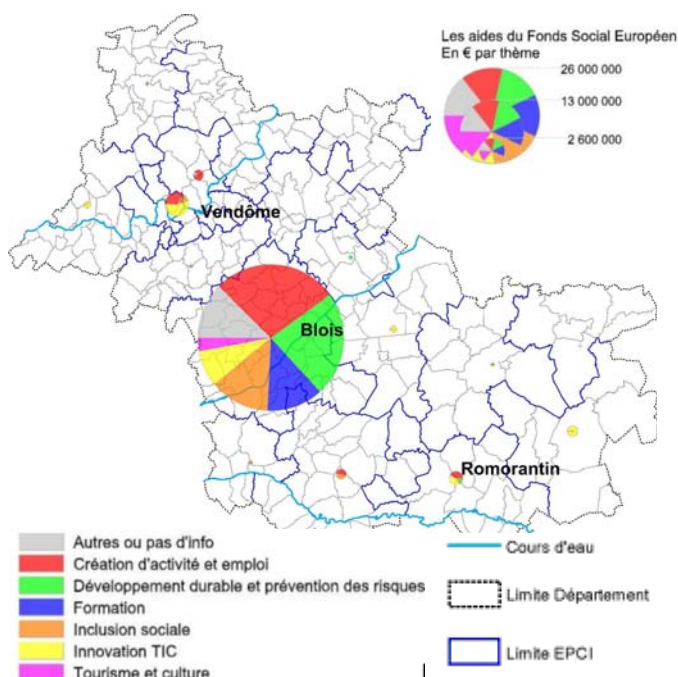 Les aides du Fonds Social Européen
En € par thème
26 000 000
13 000 000
2 600 000
Vendôme
Blois
Romorantin
Autres ou pas d'info
Création d'activité et emploi
Développement durable et prévention des risques
Formation
Inclusion sociale
Innovation TIC
Tourisme et culture
Cours d'eau
Limite Département
Limite EPCI